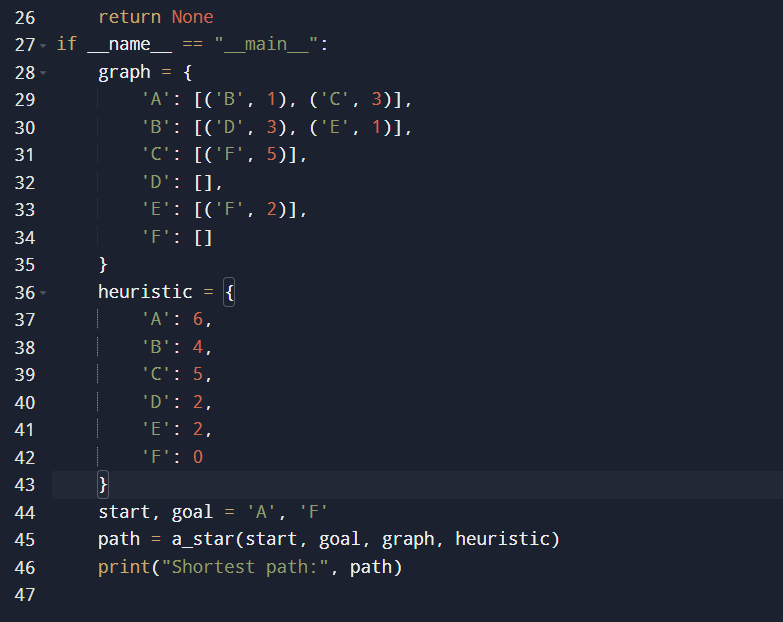 26 return None
27 if __name__ == "__main__":
28 graph = {
29 'A': [('B', 1), ('C', 3)],
30 'B': [('D', 3), ('E', 1)],
31 'C': [('F', 5)],
32 'D': [],
33 'E': [('F', 2)],
34 'F': []
35 }
36 heuristic = {
37 'A': 6,
38 'B': 4,
39 'C': 5,
40 'D': 2,
41 'E': 2,
42 'F': 0
43 }
44 start, goal = 'A', 'F'
45 path = a_star(start, goal, graph, heuristic)
46 print("Shortest path:", path)
47